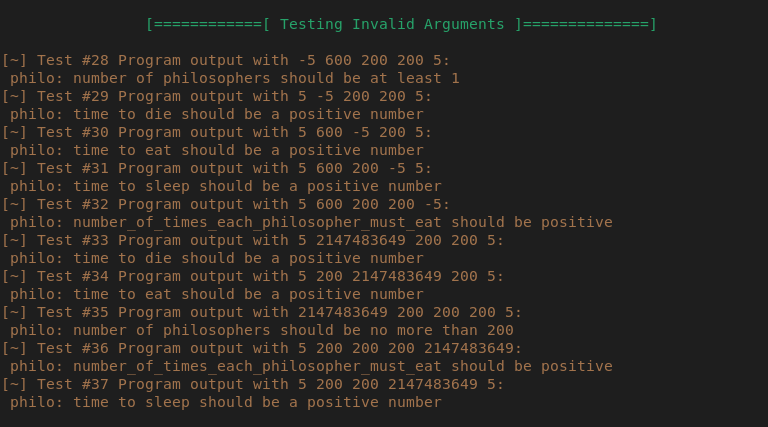 [============[ Testing Invalid Arguments ]==============]
[~] Test #28 Program output with -5 600 200 200 5:
philo: number of philosophers should be at least 1
[~] Test #29 Program output with 5 -5 200 200 5:
philo: time to die should be a positive number
[~] Test #30 Program output with 5 600 -5 200 5:
philo: time to eat should be a positive number
[~] Test #31 Program output with 5 600 200 -5 5:
philo: time to sleep should be a positive number
[~] Test #32 Program output with 5 600 200 200 -5:
philo: number_of_times_each_philosopher_must_eat should be positive
[~] Test #33 Program output with 5 2147483649 200 200 5:
philo: time to die should be a positive number
[~] Test #34 Program output with 5 200 2147483649 200 5:
philo: time to eat should be a positive number
[~] Test #35 Program output with 2147483649 200 200 200 5:
philo: number of philosophers should be no more than 200
[~] Test #36 Program output with 5 200 200 200 2147483649:
philo: number_of_times_each_philosopher_must_eat should be positive
[~] Test #37 Program output with 5 200 200 2147483649 5:
philo: time to sleep should be a positive number